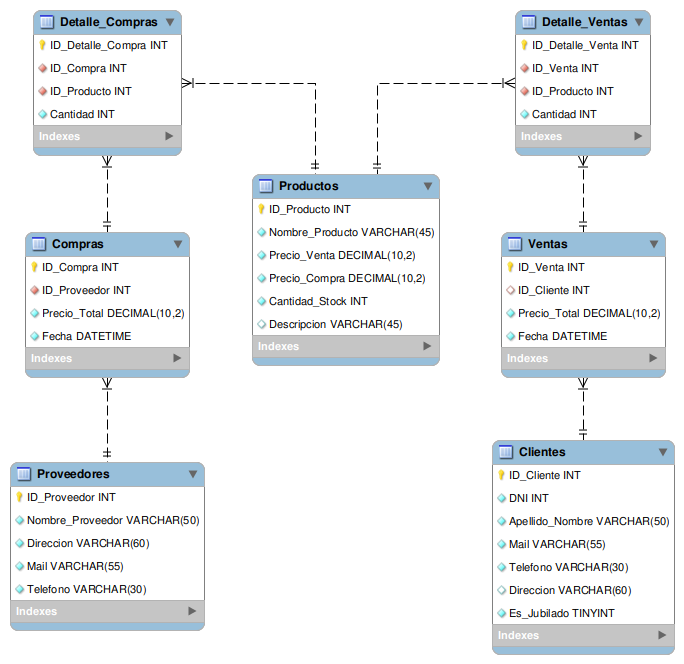 Detalle_Compras
ID_Detalle_Compra INT
ID_Compra INT
ID_Producto INT
Cantidad INT
Indexes
Detalle_Ventas
ID_Detalle_Venta INT
ID_Venta INT
ID_Producto INT
Cantidad INT
Indexes
Productos
ID_Producto INT
Nombre_Producto VARCHAR(45)
Precio_Venta DECIMAL(10,2)
Precio_Compra DECIMAL(10,2)
Cantidad_Stock INT
Descripcion VARCHAR(45)
Indexes
Compras
ID_Compra INT
ID_Proveedor INT
Precio_Total DECIMAL(10,2)
Fecha DATETIME
Indexes
Ventas
ID_Venta INT
ID_Cliente INT
Precio_Total DECIMAL(10,2)
Fecha DATETIME
Indexes
Proveedores
ID_Proveedor INT
Nombre_Proveedor VARCHAR(50)
Direccion VARCHAR(60)
Mail VARCHAR(55)
Telefono VARCHAR(30)
Indexes
Clientes
ID_Cliente INT
DNI INT
Apellido_Nombre VARCHAR(50)
Mail VARCHAR(55)
Telefono VARCHAR(30)
Direccion VARCHAR(60)
Es_Jubilado TINYINT
Indexes